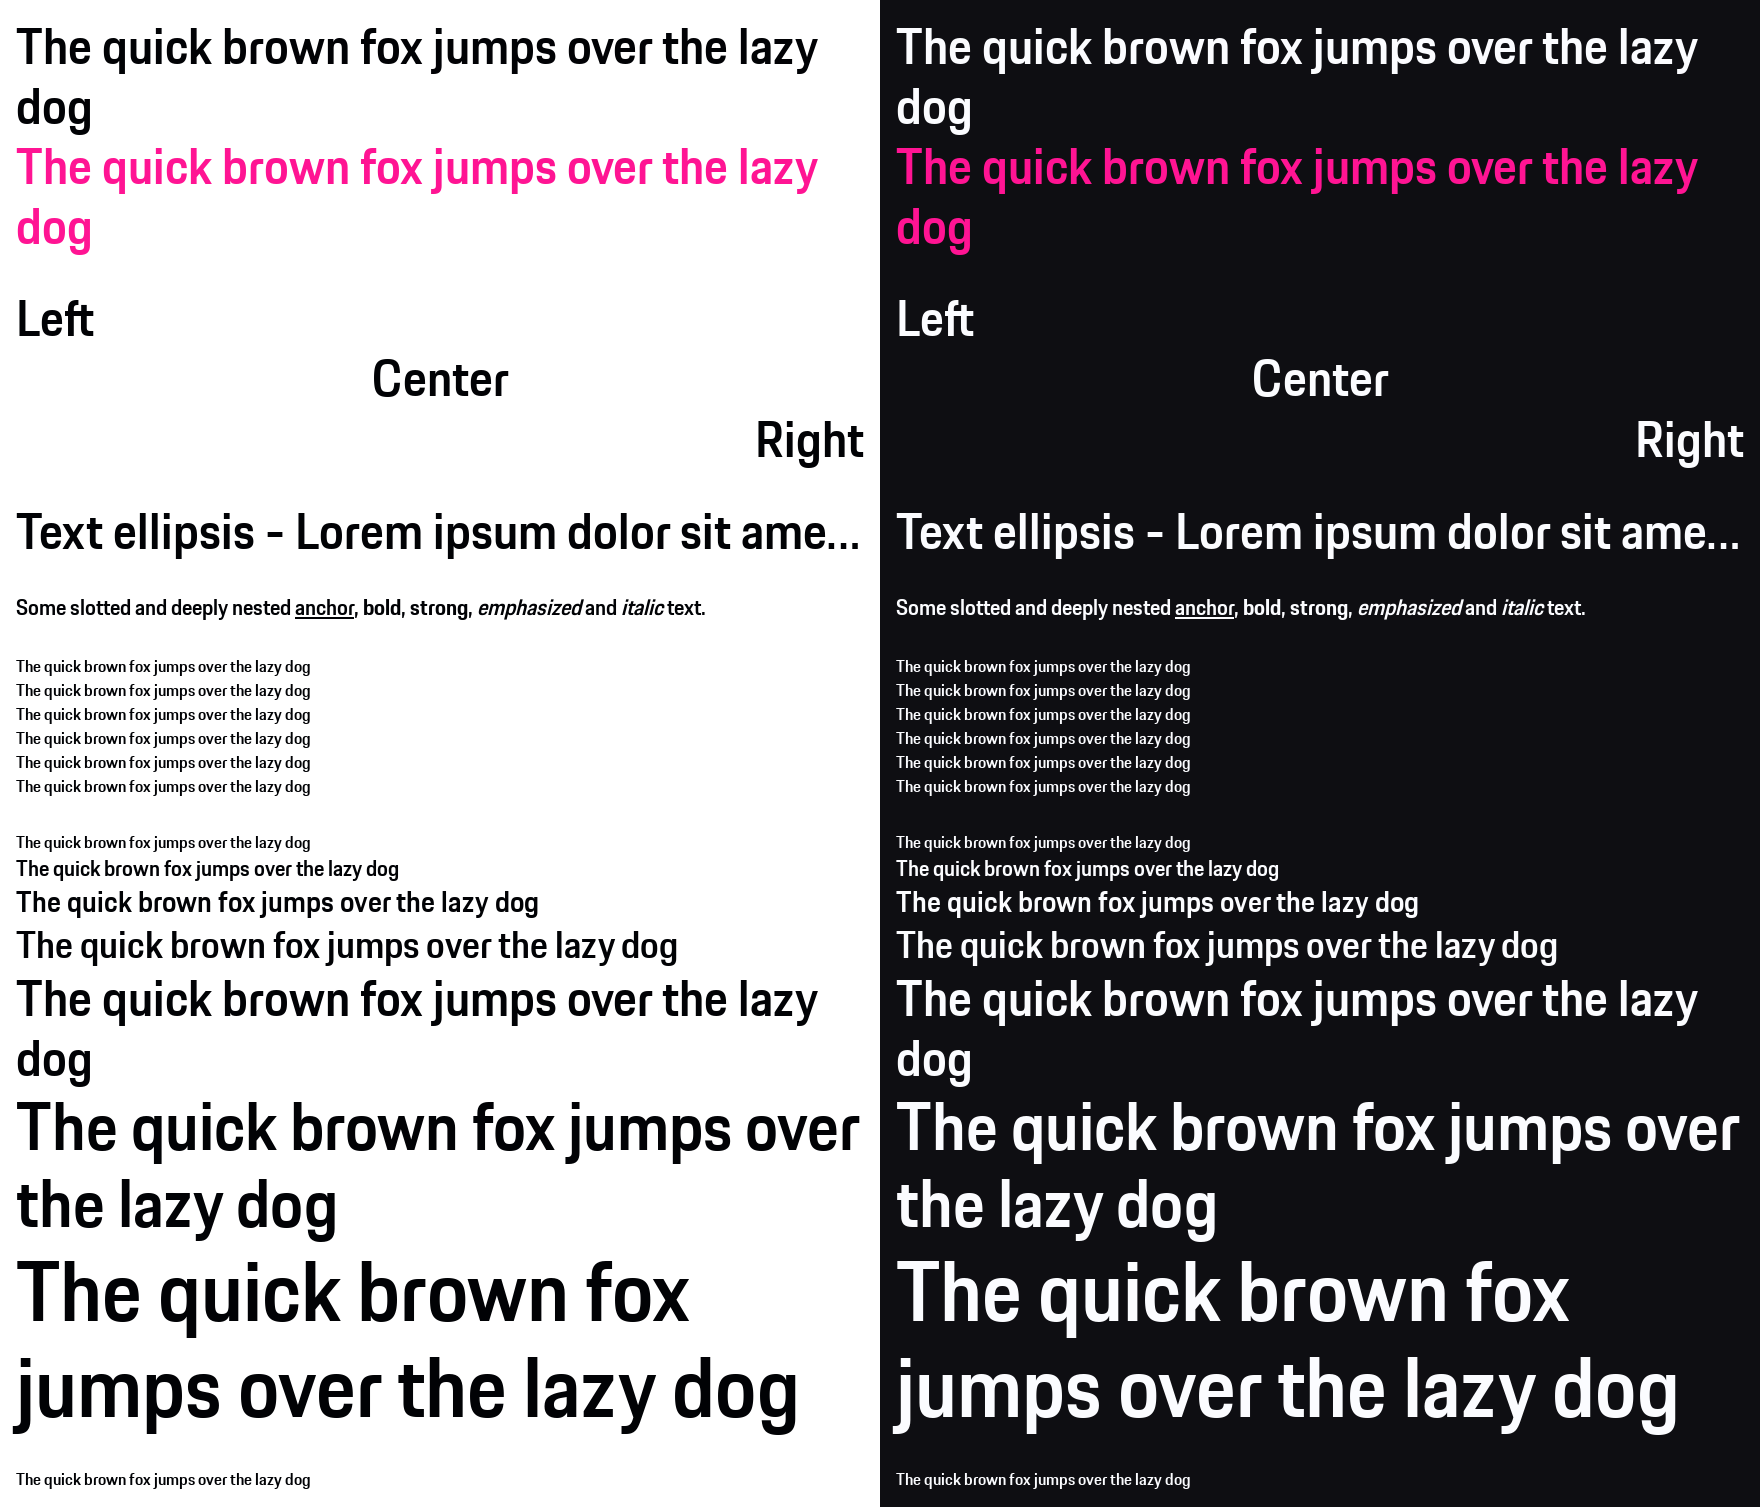 The quick brown fox jumps over the lazy
dog
The quick brown fox jumps over the lazy
dog
Left
Center
Right
Text ellipsis - Lorem ipsum dolor sit ame...
Some slotted and deeply nested anchor, bold, strong, emphasized and italic text.
The quick brown fox jumps over the lazy dog
The quick brown fox jumps over the lazy dog
The quick brown fox jumps over the lazy dog
The quick brown fox jumps over the lazy dog
The quick brown fox jumps over the lazy dog
The quick brown fox jumps over the lazy dog
The quick brown fox jumps over the lazy dog
The quick brown fox jumps over the lazy dog
The quick brown fox jumps over the lazy dog
The quick brown fox jumps over the lazy dog
The quick brown fox jumps over the lazy
dog
The quick brown fox jumps over
the lazy dog
The quick brown fox
jumps over the lazy dog
The quick brown fox jumps over the lazy dog
The quick brown fox jumps over the lazy
dog
The quick brown fox jumps over the lazy
dog
Left
Center
Right
Text ellipsis - Lorem ipsum dolor sit ame...
Some slotted and deeply nested anchor, bold, strong, emphasized and italic text.
The quick brown fox jumps over the lazy dog
The quick brown fox jumps over the lazy dog
The quick brown fox jumps over the lazy dog
The quick brown fox jumps over the lazy dog
The quick brown fox jumps over the lazy dog
The quick brown fox jumps over the lazy dog
The quick brown fox jumps over the lazy dog
The quick brown fox jumps over the lazy dog
The quick brown fox jumps over the lazy dog
The quick brown fox jumps over the lazy dog
The quick brown fox jumps over the lazy
dog
The quick brown fox jumps over
the lazy dog
The quick brown fox
jumps over the lazy dog
The quick brown fox jumps over the lazy dog